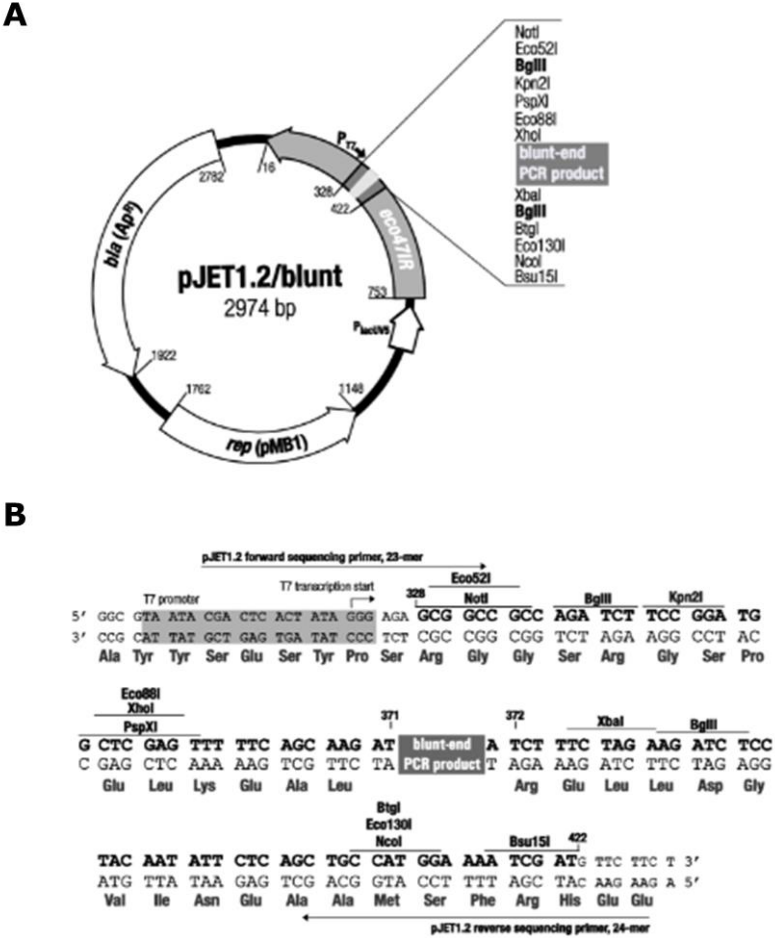 A
NotI
Eco52I
BglII
Kpn2I
PspXI
Eco88I
XhoI
blunt-end
PCR product
XbaI
BglII
BtgI
Eco130I
NcoI
Bsu15I
PT7
2782
16
328
422
bla (ApR)
eco47IR
pJET1.2/blunt
2974 bp
753
PlacUV5
1922
1762
1148
rep (pMB1)
B
pJET1.2 forward sequencing primer, 23-mer
Eco52I
T7 promoter T7 transcription start 328 NotI BglII Kpn2I
5′ GGC GTA ATA CGA CTC ACT ATA GGG AGA GCG GCC GCC AGA TCT TCC GGA TG
3′ CCG CAT TAT GCT GAG TGA TAT CCC TCT CGC CGG CGG TCT AGA AGG CCT AC
Ala Tyr Tyr Ser Glu Ser Tyr Pro Ser Arg Gly Gly Ser Arg Gly Ser Pro
Eco88I
XhoI
PspXI 371 372 XbaI BglII
G CTC GAG TTT TTC AGC AAG AT blunt-end A TCT TTC TAG AAG ATC TCC
C GAG CTC AAA AAG TCG TTC TA PCR product T AGA AAG ATC TTC TAG AGG
Glu Leu Lys Glu Ala Leu Arg Glu Leu Leu Asp Gly
BtgI
Eco130I
NcoI Bsu15I 422
TAC AAT ATT CTC AGC TGC CAT GGA AAA TCG ATG TTC TTC T 3′
ATG TTA TAA GAG TCG ACG GTA CCT TTT AGC TAC AAG AAG A 5′
Val Ile Asn Glu Ala Ala Met Ser Phe Arg His Glu Glu
pJET1.2 reverse sequencing primer, 24-mer